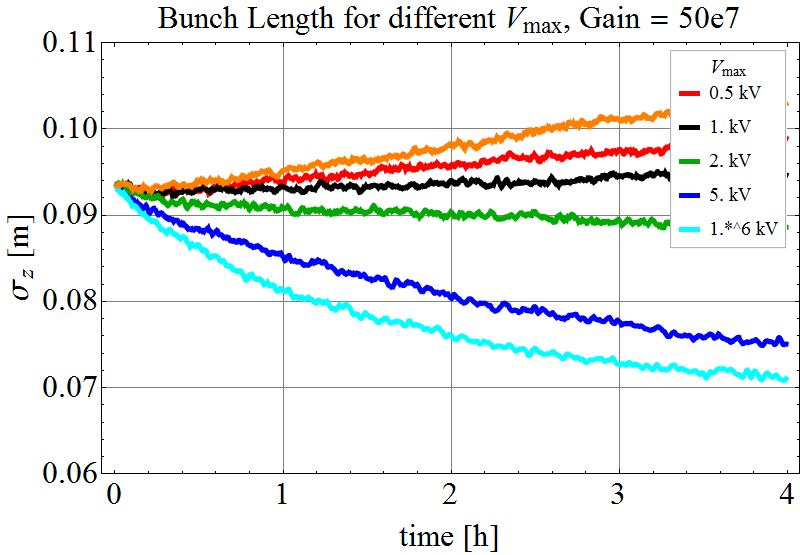 Bunch Length for different Vmax, Gain = 50e7
0.11
0.10
0.09
0.08
0.07
0.06
σz [m]
Vmax
0.5 kV
1. kV
2. kV
5. kV
1.*^6 kV
0 1 2 3 4
time [h]